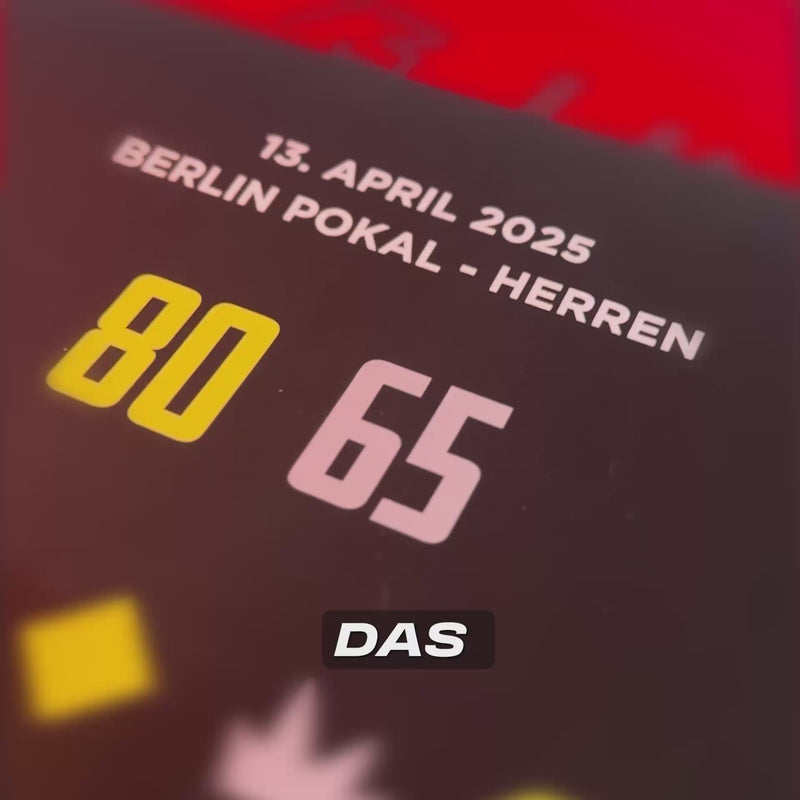 13. APRIL 2025
BERLIN POKAL - HERREN
80 65
DAS